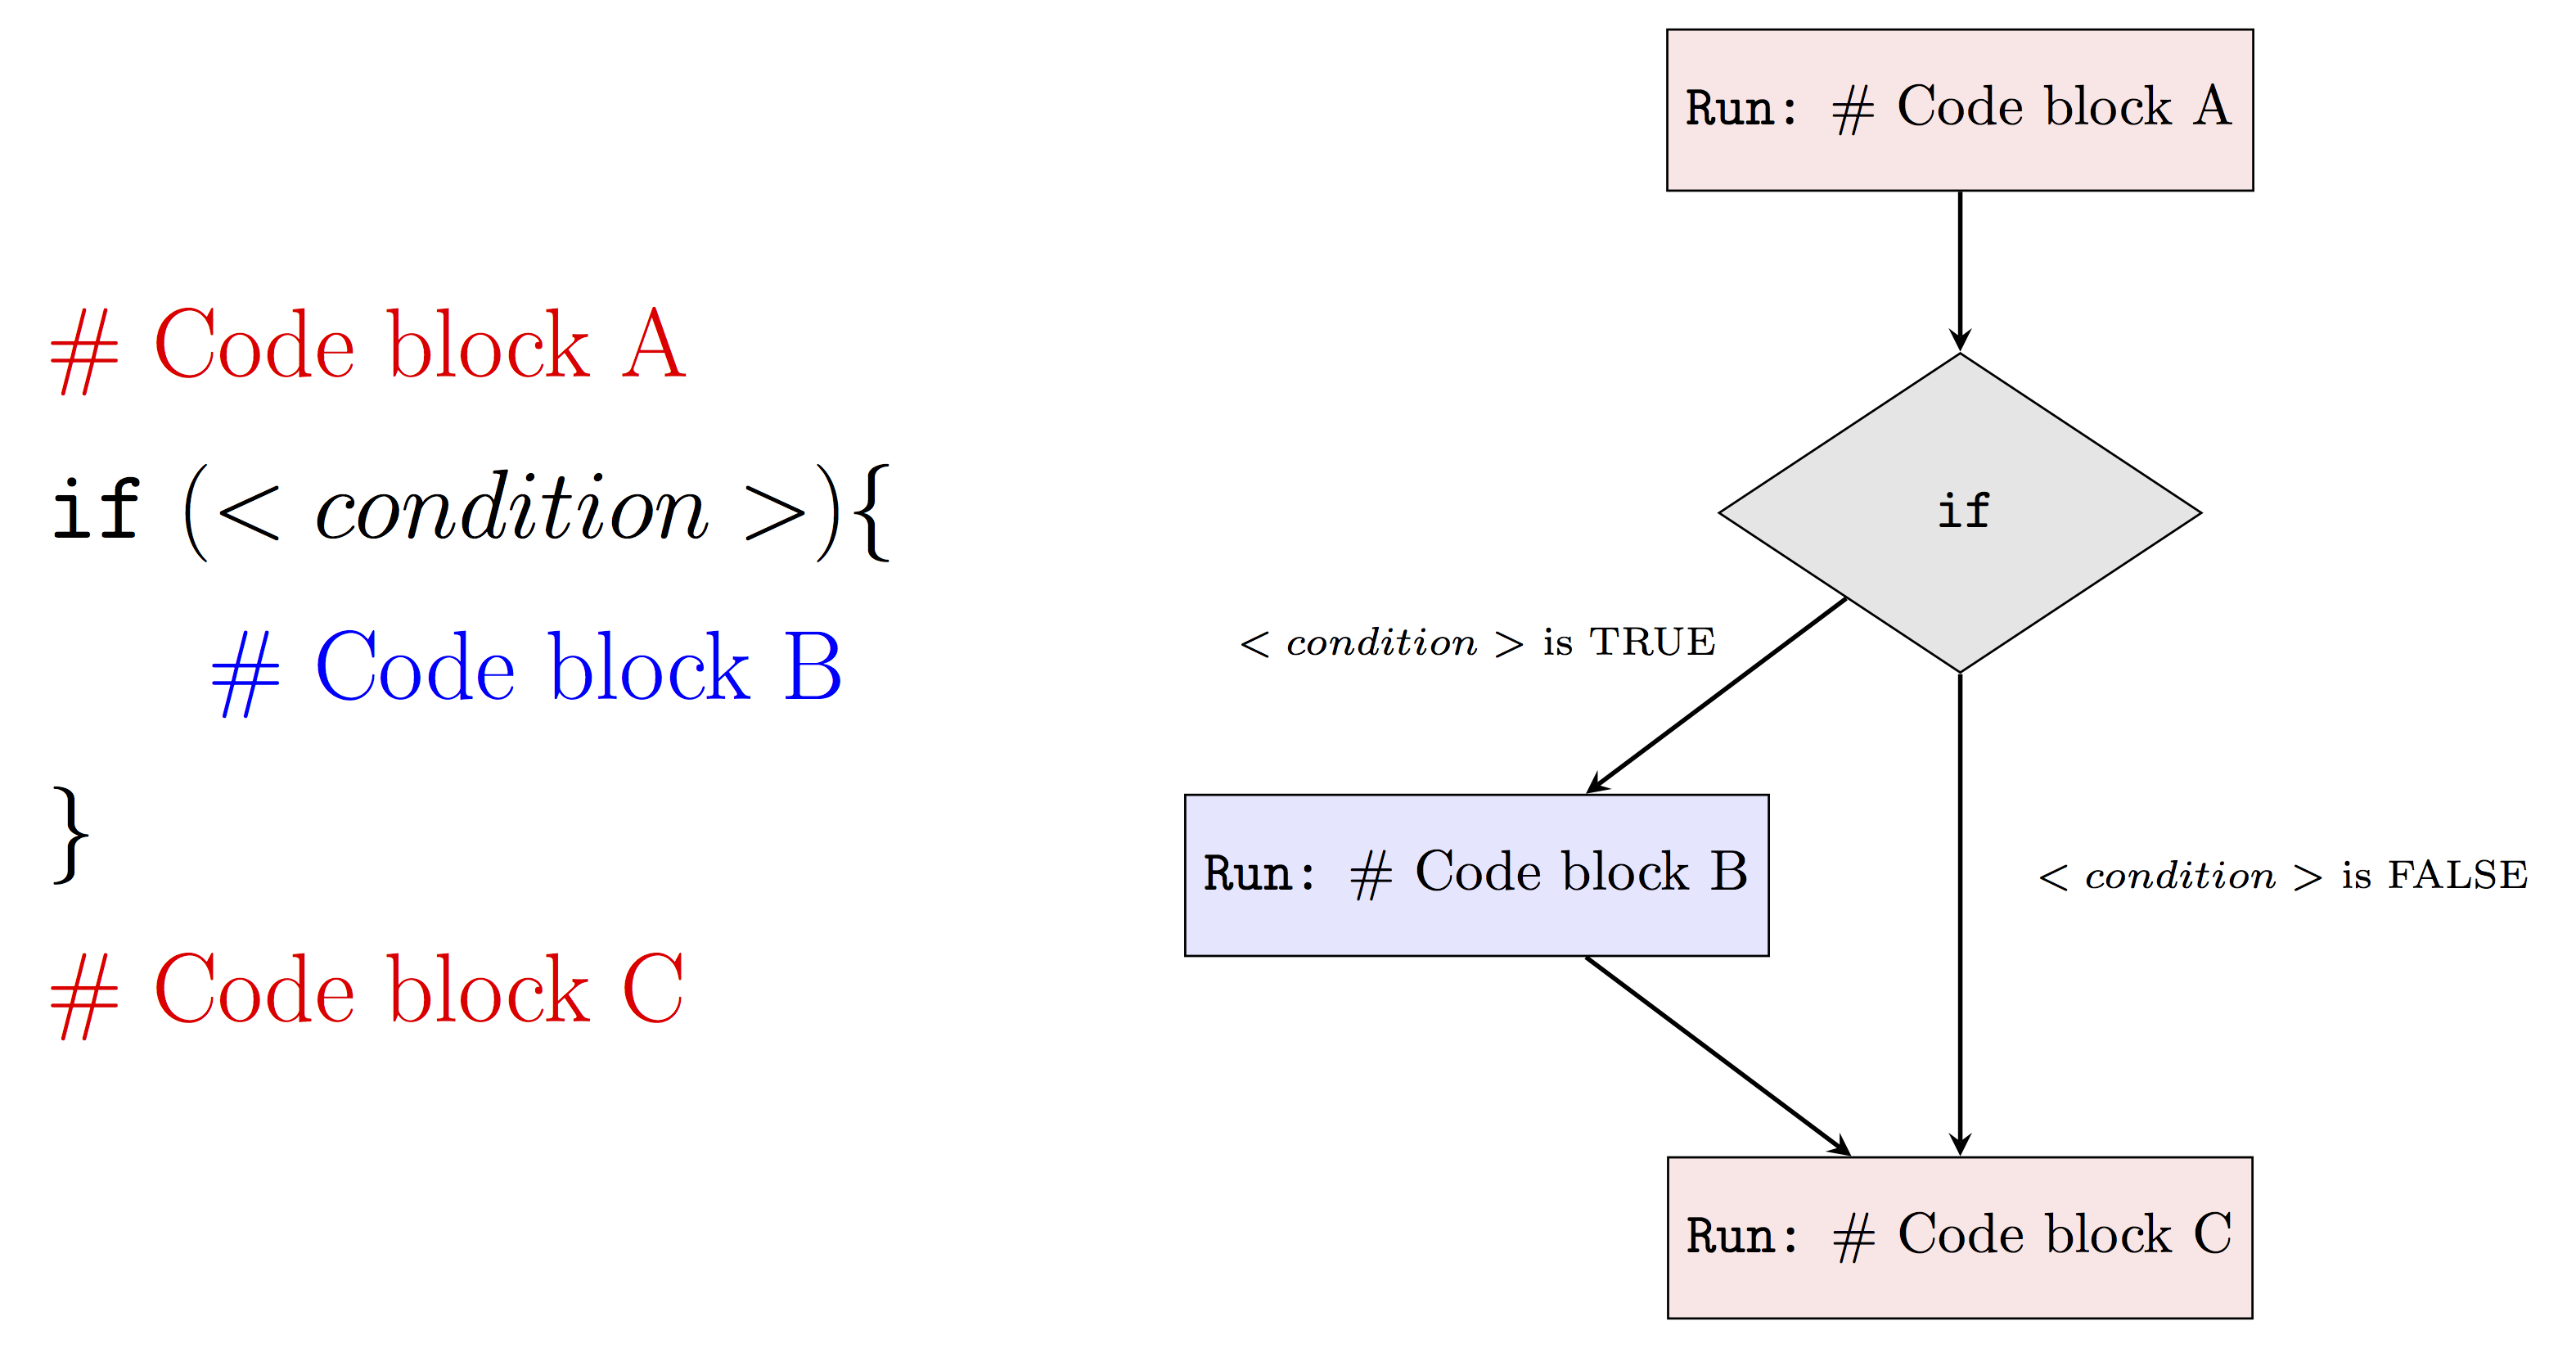 # Code block A
if (< condition >){
# Code block B
}
# Code block C
Run: # Code block A
if
< condition > is TRUE
Run: # Code block B
< condition > is FALSE
Run: # Code block C